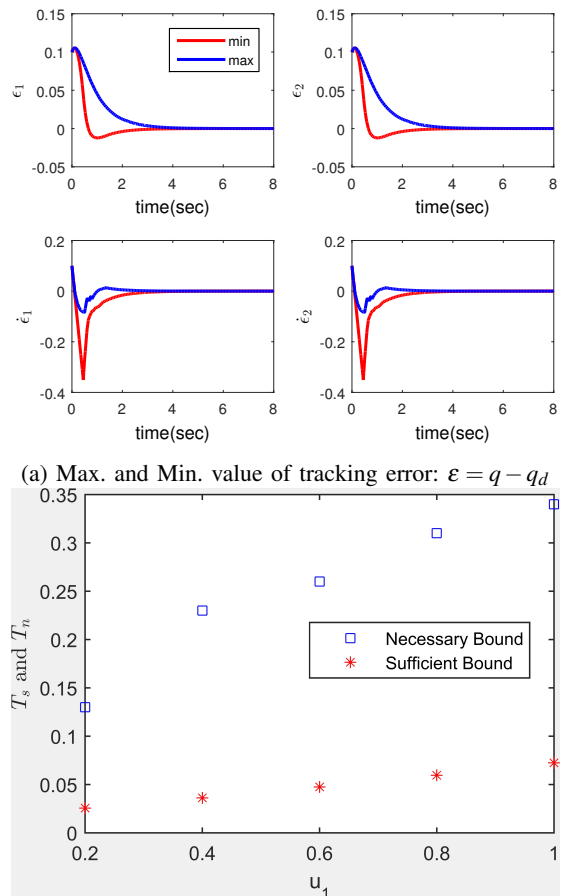 0.15
0.1
0.05
0
-0.05
ϵ1
min
max
0 2 4 6 8
time(sec)
0.15
0.1
0.05
0
-0.05
ϵ2
0 2 4 6 8
time(sec)
0.2
0
-0.2
-0.4
ϵ̇1
0 2 4 6 8
time(sec)
0.2
0
-0.2
-0.4
ϵ̇2
0 2 4 6 8
time(sec)
(a) Max. and Min. value of tracking error: ε = q − qd
0.35
0.3
0.25
0.2
0.15
0.1
0.05
0
Ts and Tn
Necessary Bound
Sufficient Bound
0.2 0.4 0.6 0.8 1
u1